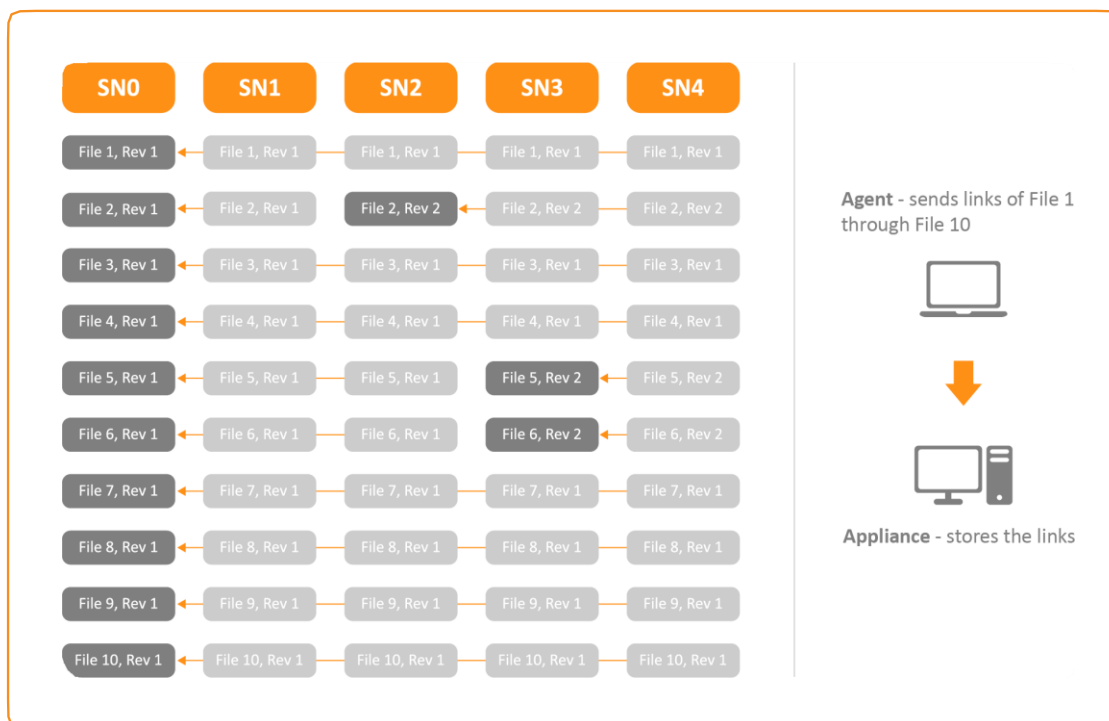 SN0 SN1 SN2 SN3 SN4
File 1, Rev 1 File 1, Rev 1 File 1, Rev 1 File 1, Rev 1 File 1, Rev 1
File 2, Rev 1 File 2, Rev 1 File 2, Rev 2 File 2, Rev 2 File 2, Rev 2
File 3, Rev 1 File 3, Rev 1 File 3, Rev 1 File 3, Rev 1 File 3, Rev 1
File 4, Rev 1 File 4, Rev 1 File 4, Rev 1 File 4, Rev 1 File 4, Rev 1
File 5, Rev 1 File 5, Rev 1 File 5, Rev 1 File 5, Rev 2 File 5, Rev 2
File 6, Rev 1 File 6, Rev 1 File 6, Rev 1 File 6, Rev 2 File 6, Rev 2
File 7, Rev 1 File 7, Rev 1 File 7, Rev 1 File 7, Rev 1 File 7, Rev 1
File 8, Rev 1 File 8, Rev 1 File 8, Rev 1 File 8, Rev 1 File 8, Rev 1
File 9, Rev 1 File 9, Rev 1 File 9, Rev 1 File 9, Rev 1 File 9, Rev 1
File 10, Rev 1 File 10, Rev 1 File 10, Rev 1 File 10, Rev 1 File 10, Rev 1
Agent - sends links of File 1
through File 10
Appliance - stores the links